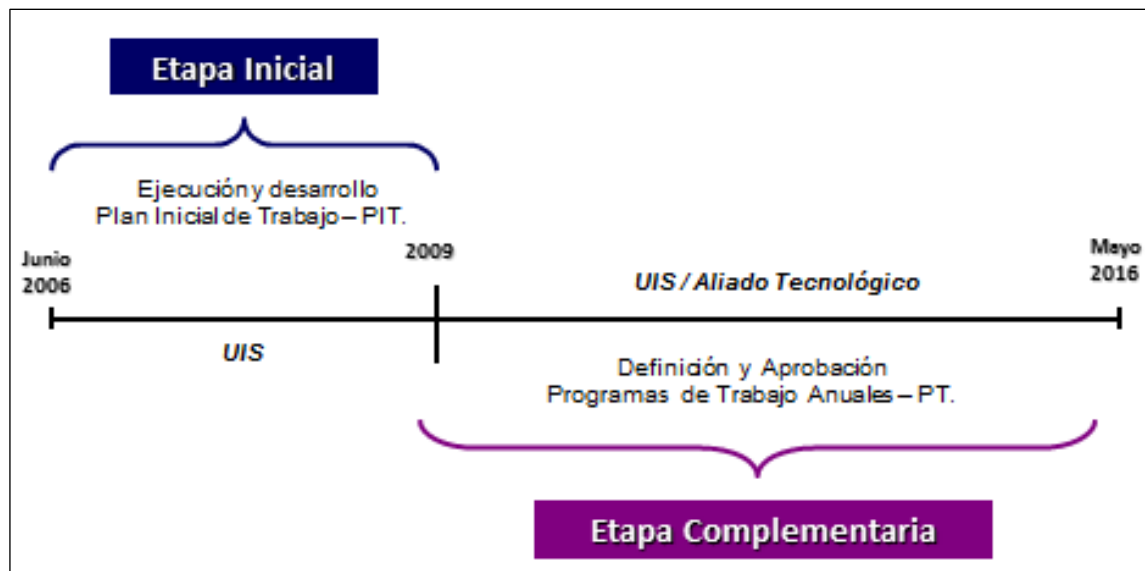 Etapa Inicial
Ejecución y desarrollo
Plan Inicial de Trabajo – PIT.
Junio
2006
2009
Mayo
2016
UIS / Aliado Tecnológico
UIS
Definición y Aprobación
Programas de Trabajo Anuales – PT.
Etapa Complementaria